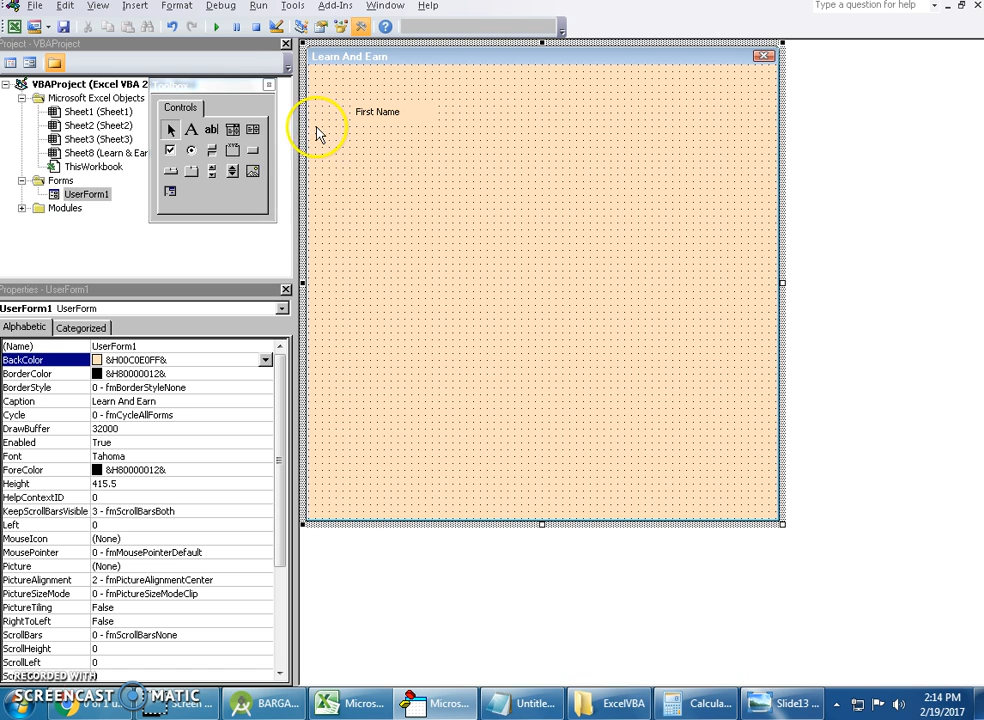 File Edit View Insert Format Debug Run Tools Add-Ins Window Help
Type a question for help
Project - VBAProject
VBAProject (Excel VBA 2
Microsoft Excel Objects
Sheet1 (Sheet1)
Sheet2 (Sheet2)
Sheet3 (Sheet3)
Sheet8 (Learn & Ear
ThisWorkbook
Forms
UserForm1
Modules
Toolbox
Controls
A abl
Learn And Earn
First Name
Properties - UserForm1
UserForm1 UserForm
Alphabetic Categorized
(Name) UserForm1
BackColor &H00C0E0FF&
BorderColor &H80000012&
BorderStyle 0 - fmBorderStyleNone
Caption Learn And Earn
Cycle 0 - fmCycleAllForms
DrawBuffer 32000
Enabled True
Font Tahoma
ForeColor &H80000012&
Height 415.5
HelpContextID 0
KeepScrollBarsVisible 3 - fmScrollBarsBoth
Left 0
MouseIcon (None)
MousePointer 0 - fmMousePointerDefault
Picture (None)
PictureAlignment 2 - fmPictureAlignmentCenter
PictureSizeMode 0 - fmPictureSizeModeClip
PictureTiling False
RightToLeft False
ScrollBars 0 - fmScrollBarsNone
ScrollHeight 0
ScrollLeft 0
RECORDED WITH
SCREENCAST MATIC
Screen ... BARGA... Micros... Micros... Untitle... ExcelVBA Calcula... Slide13 ...
2:14 PM
2/19/2017